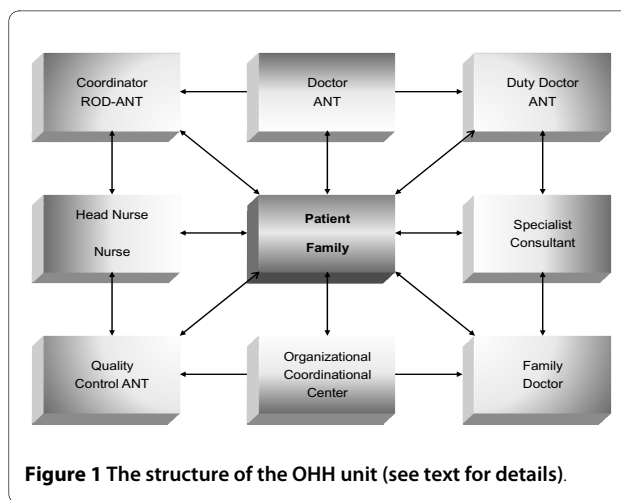 Coordinator
ROD-ANT
Doctor
ANT
Duty Doctor
ANT
Head Nurse
Nurse
Patient
Family
Specialist
Consultant
Quality
Control ANT
Organizational
Coordinational
Center
Family
Doctor
Figure 1 The structure of the OHH unit (see text for details).